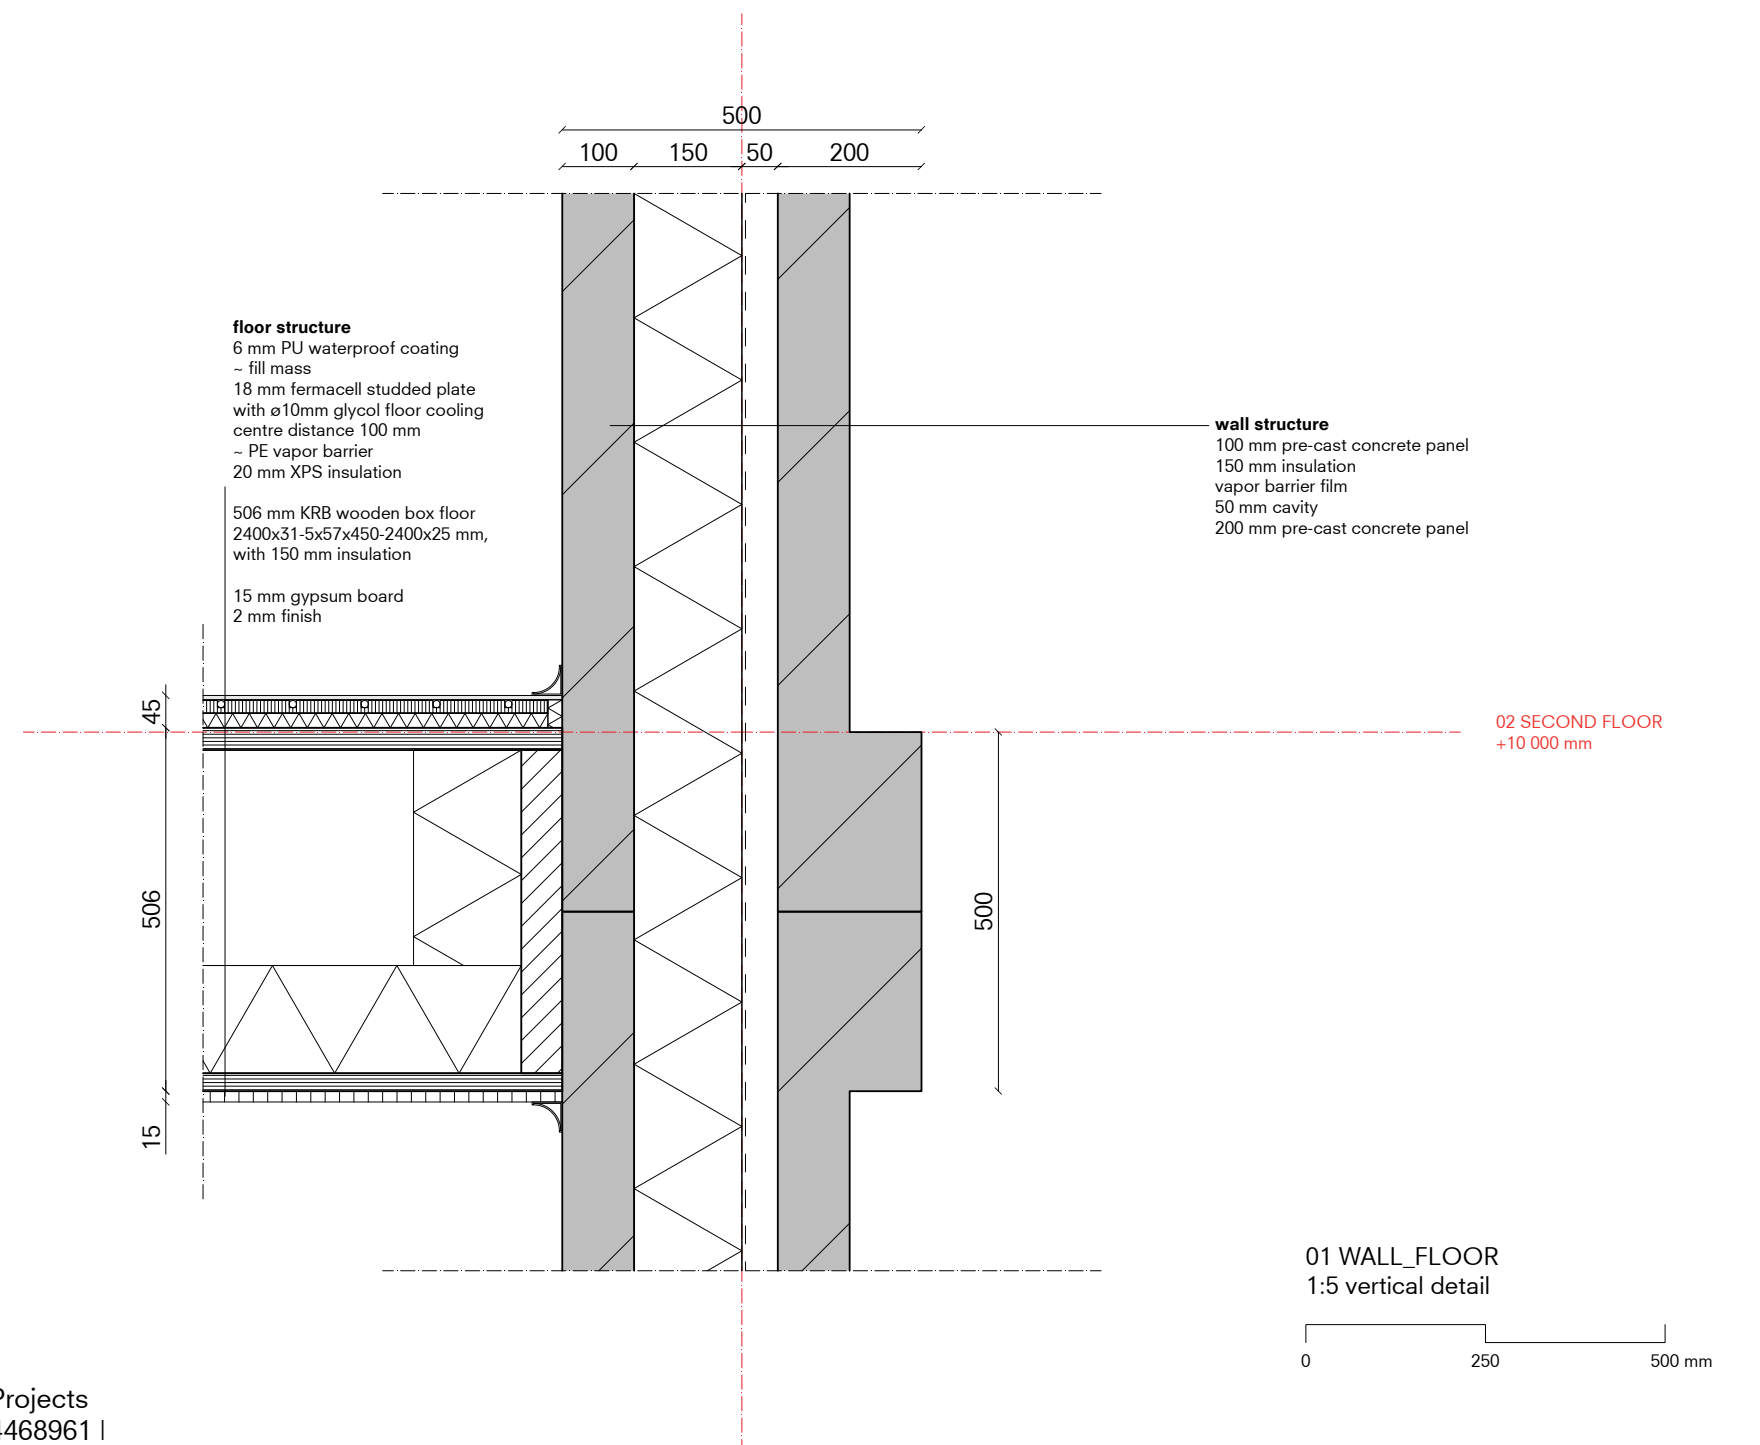 500
100 150 50 200
floor structure
6 mm PU waterproof coating
~ fill mass
18 mm fermacell studded plate
with ø10mm glycol floor cooling
centre distance 100 mm
~ PE vapor barrier
20 mm XPS insulation
506 mm KRB wooden box floor
2400x31-5x57x450-2400x25 mm,
with 150 mm insulation
15 mm gypsum board
2 mm finish
wall structure
100 mm pre-cast concrete panel
150 mm insulation
vapor barrier film
50 mm cavity
200 mm pre-cast concrete panel
45
506
15
500
02 SECOND FLOOR
+10 000 mm
01 WALL_FLOOR
1:5 vertical detail
0 250 500 mm
Projects
4468961 |